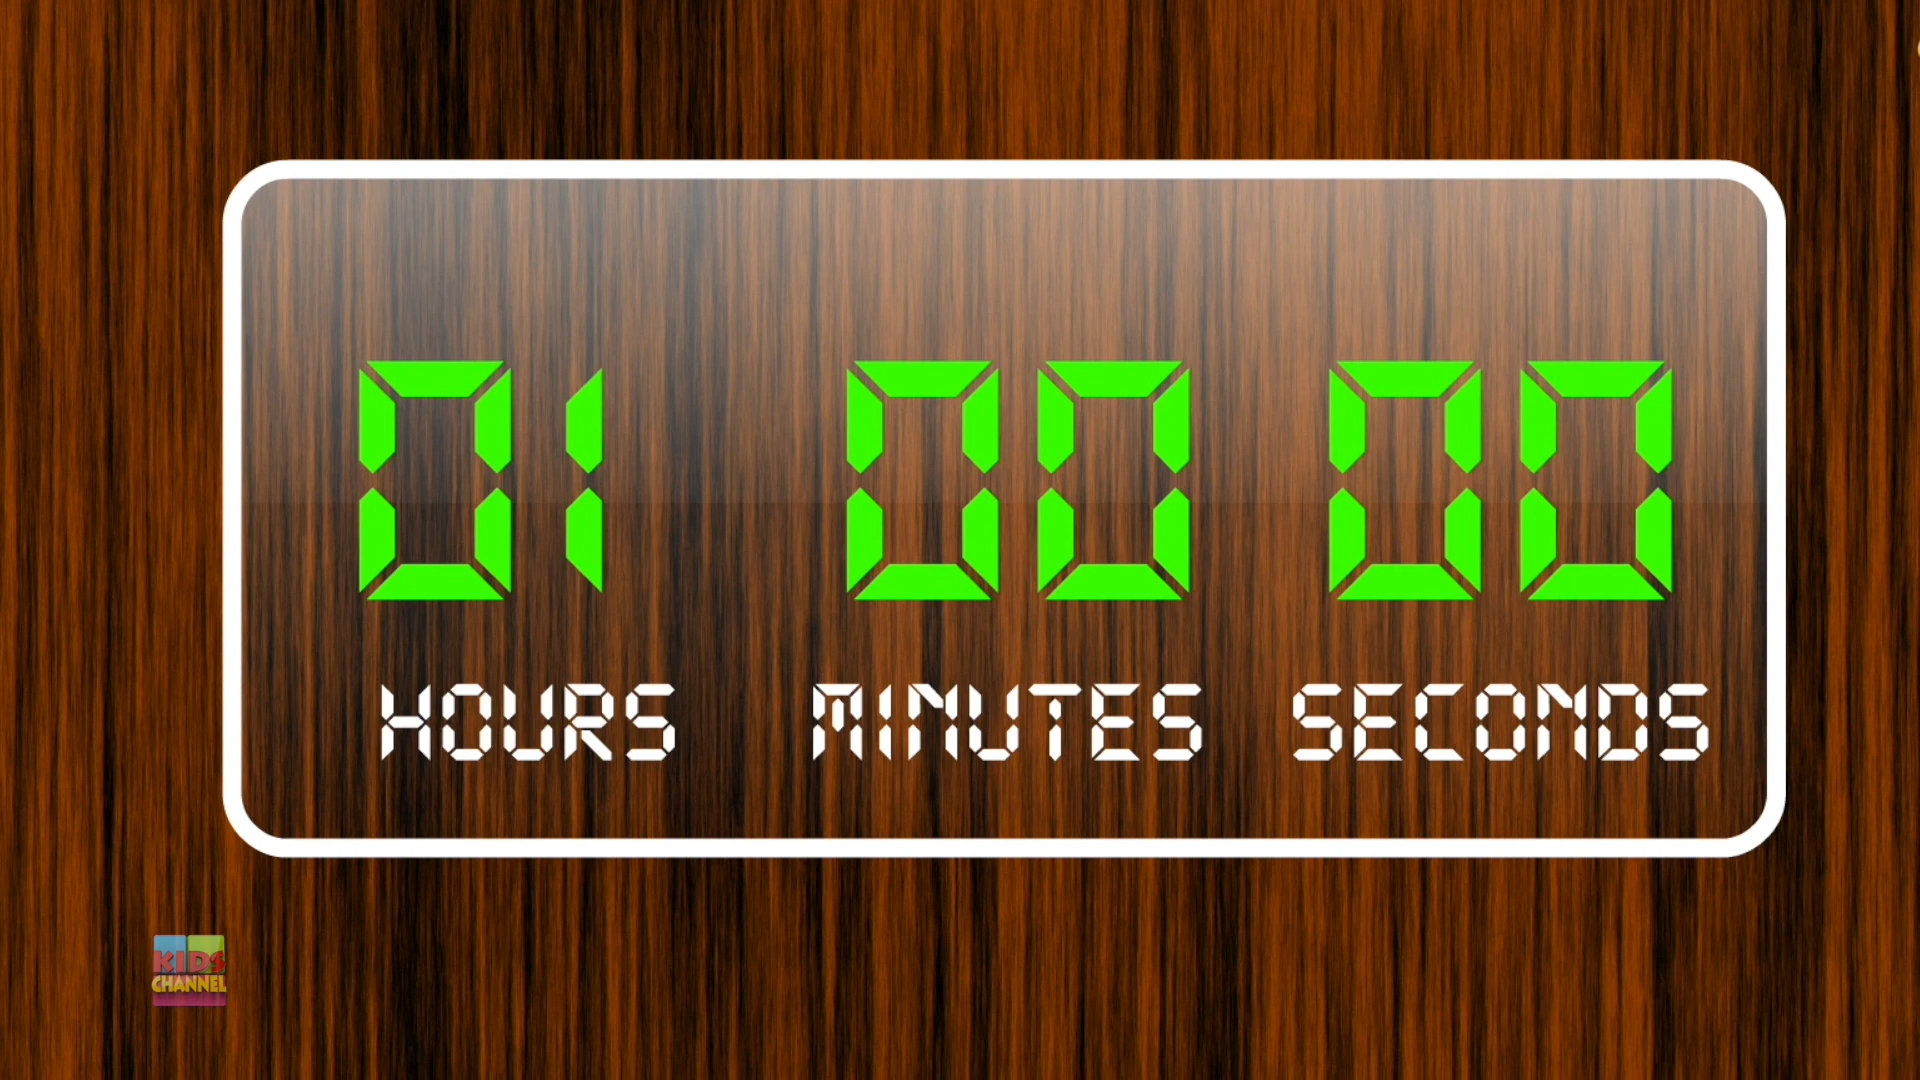 01 00 00
HOURS MINUTES SECONDS
KIDS
CHANNEL